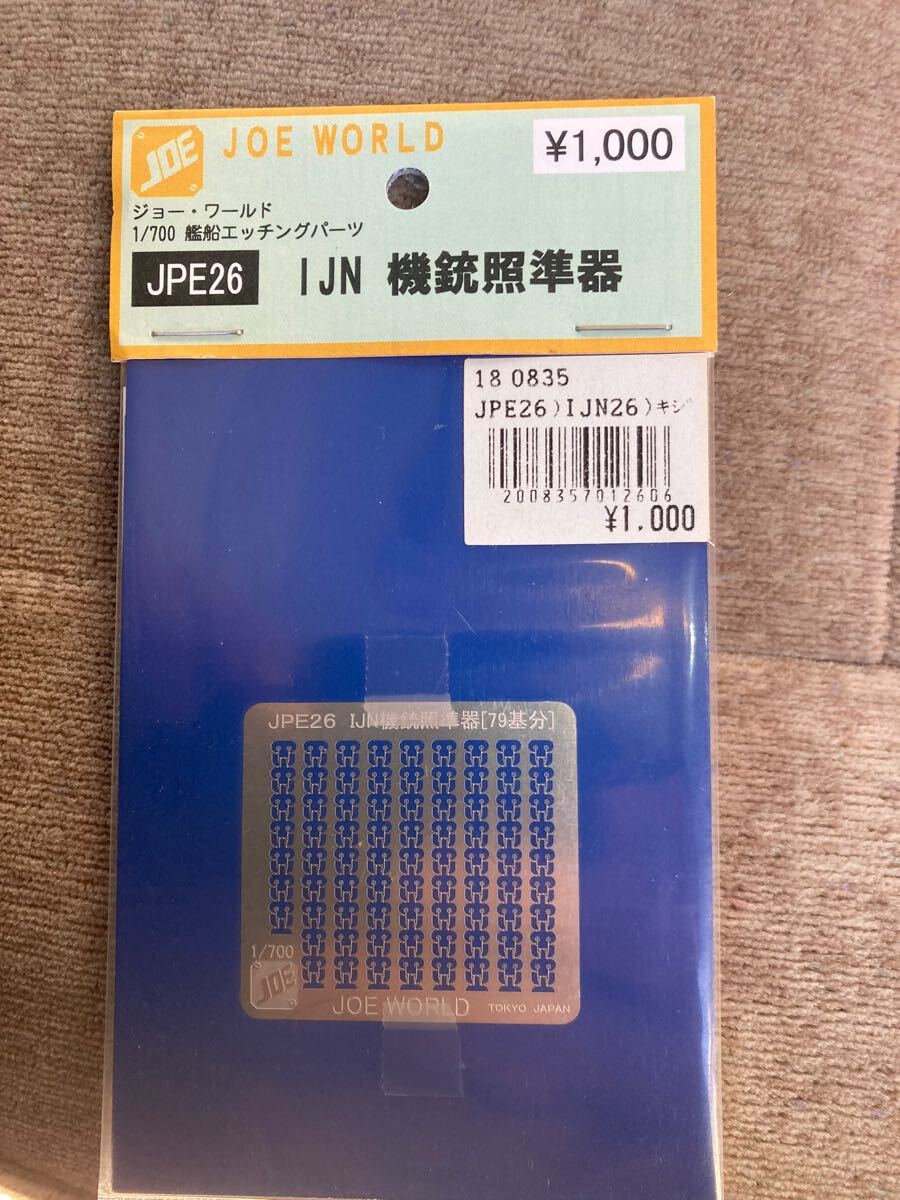 JOE
JOE WORLD
¥1,000
ジョー・ワールド
1/700 艦船エッチングパーツ
JPE26 IJN 機銃照準器
18 0835
JPE26)IJN26)キジ
2008357012606
¥1,000
JPE26 IJN機銃照準器[79基分]
1/700
JOE
JOE WORLD TOKYO JAPAN